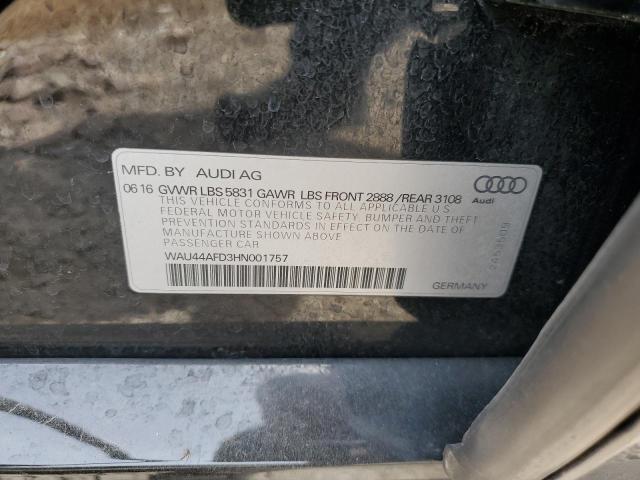 MFD. BY AUDI AG
06 16 GVWR LBS 5831 GAWR LBS FRONT 2888 /REAR 3108
THIS VEHICLE CONFORMS TO ALL APPLICABLE U.S
FEDERAL MOTOR VEHICLE SAFETY, BUMPER AND THEFT
PREVENTION STANDARDS IN EFFECT ON THE DATE OF
MANUFACTURE SHOWN ABOVE
PASSENGER CAR
WAU44AFD3HN001757
GERMANY
Audi